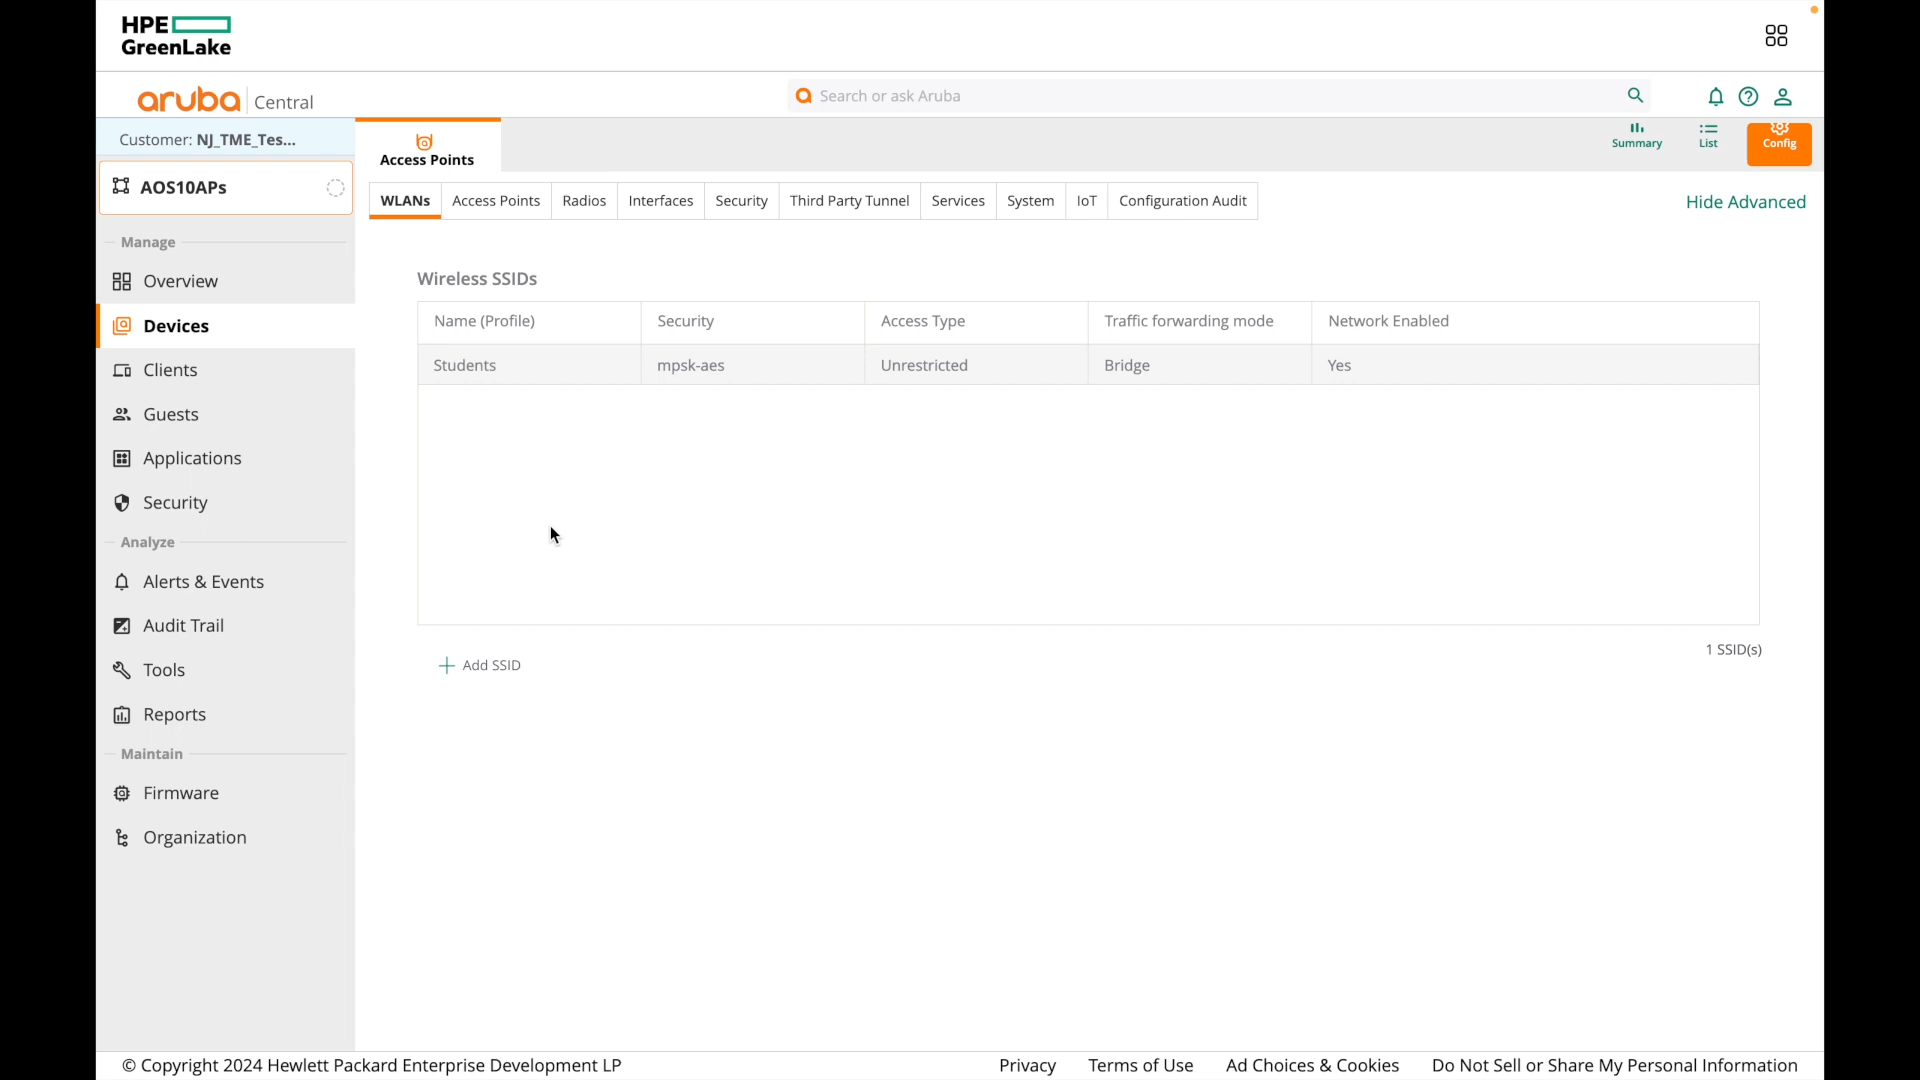 HPE
GreenLake
aruba Central
Search or ask Aruba
Customer: NJ_TME_Tes...
Access Points
Summary
List
Config
AOS10APs
WLANs Access Points Radios Interfaces Security Third Party Tunnel Services System IoT Configuration Audit
Hide Advanced
Manage
Overview
Devices
Clients
Guests
Applications
Security
Analyze
Alerts & Events
Audit Trail
Tools
Reports
Maintain
Firmware
Organization
Wireless SSIDs
Name (Profile) Security Access Type Traffic forwarding mode Network Enabled
Students mpsk-aes Unrestricted Bridge Yes
1 SSID(s)
Add SSID
© Copyright 2024 Hewlett Packard Enterprise Development LP
Privacy Terms of Use Ad Choices & Cookies Do Not Sell or Share My Personal Information